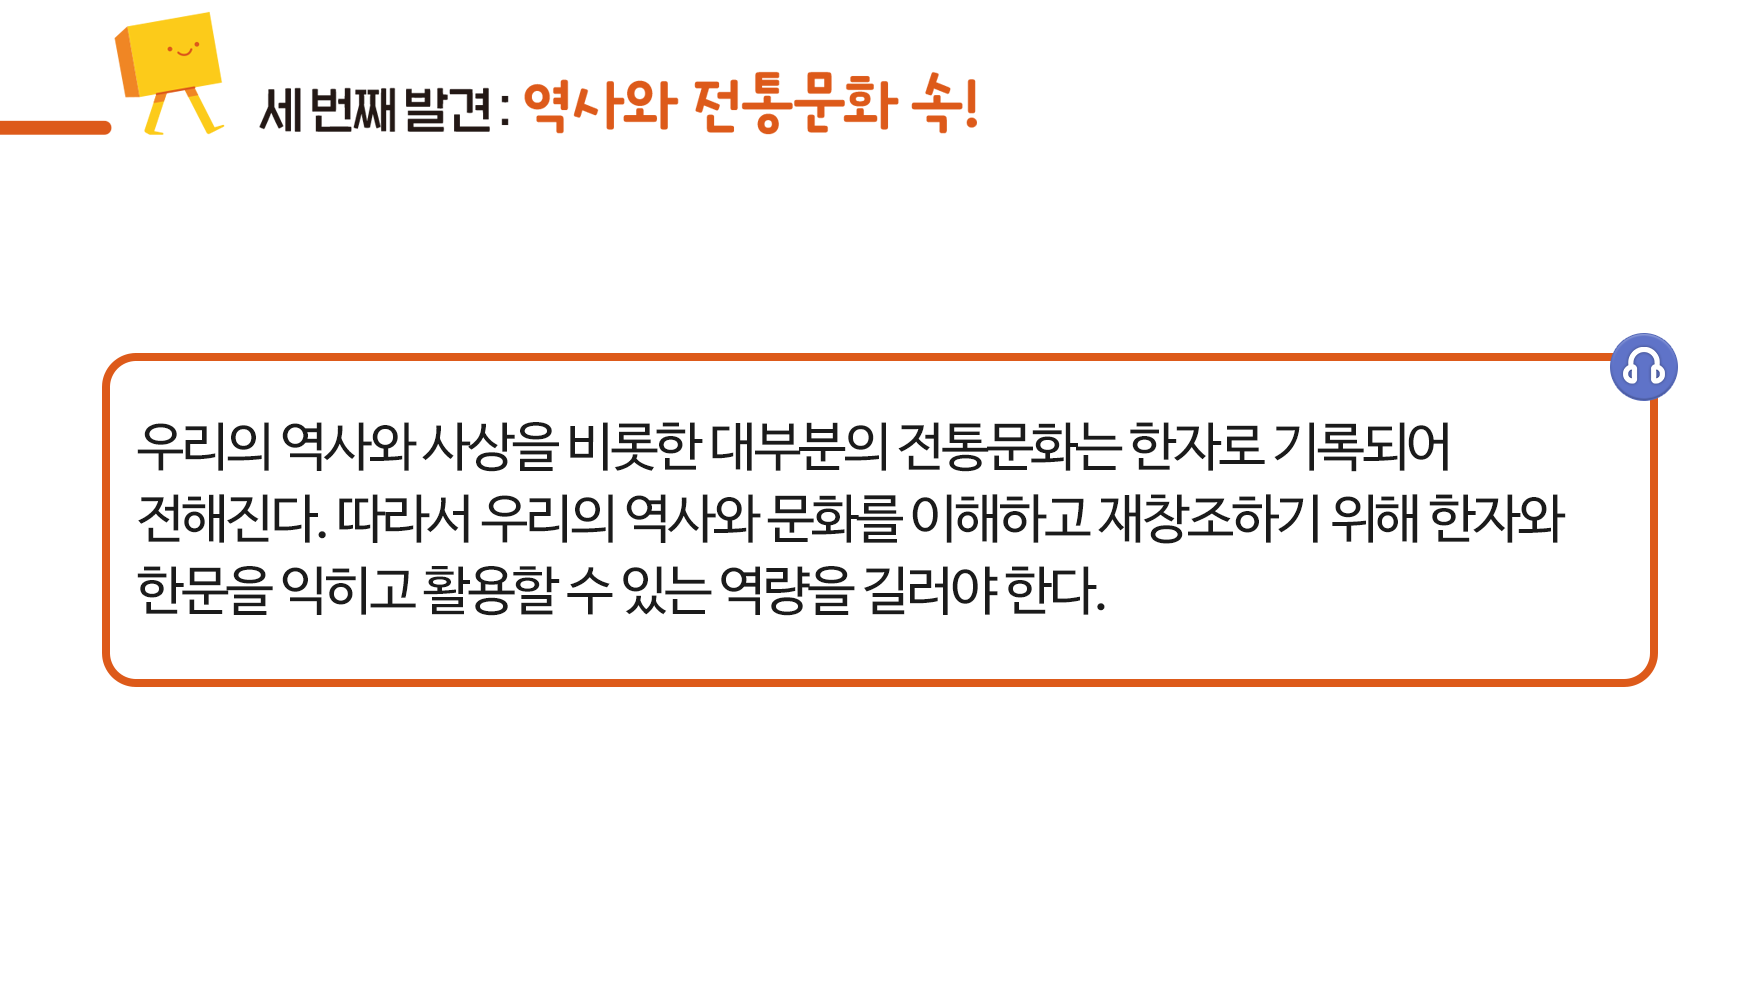 세 번째 발견 : 역사와 전통문화 속!
우리의 역사와 사상을 비롯한 대부분의 전통문화는 한자로 기록되어
전해진다. 따라서 우리의 역사와 문화를 이해하고 재창조하기 위해 한자와
한문을 익히고 활용할 수 있는 역량을 길러야 한다.